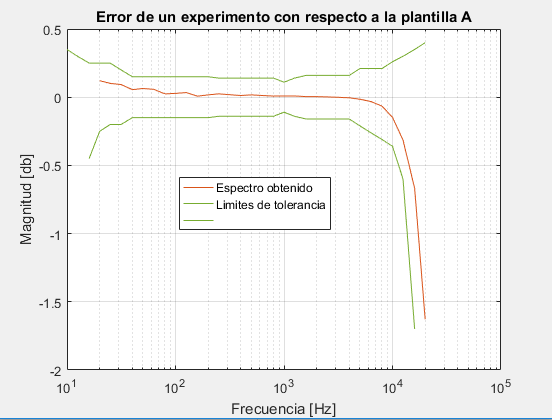 Error de un experimento con respecto a la plantilla A
0.5
0
-0.5
-1
-1.5
-2
Magnitud [db]
Espectro obtenido
Limites de tolerancia
10^1
10^2
10^3
10^4
10^5
Frecuencia [Hz]